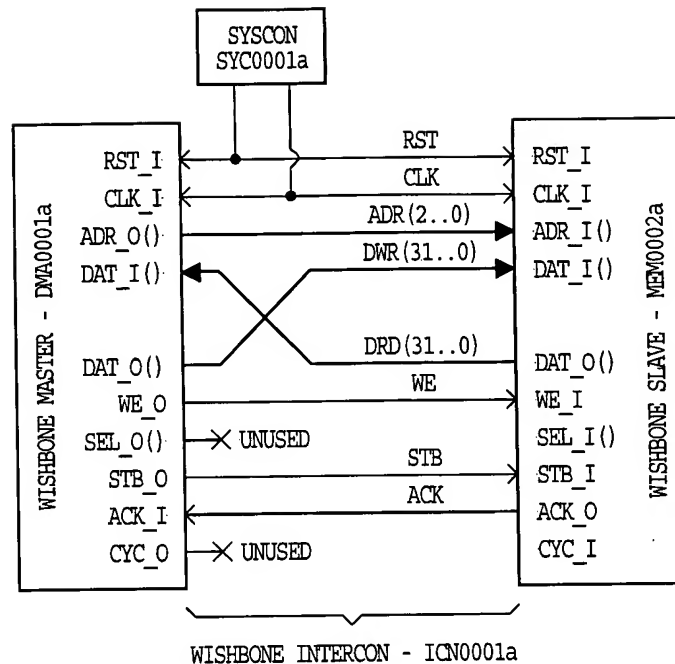 SYSCON
SYC0001a
WISHBONE MASTER - DMA0001a
RST_I
CLK_I
ADR_O()
DAT_I()
DAT_O()
WE_O
SEL_O()
STB_O
ACK_I
CYC_O
RST
CLK
ADR(2..0)
DWR(31..0)
DRD(31..0)
WE
UNUSED
STB
ACK
UNUSED
RST_I
CLK_I
ADR_I()
DAT_I()
DAT_O()
WE_I
SEL_I()
STB_I
ACK_O
CYC_I
WISHBONE SLAVE - MEM0002a
WISHBONE INTERCON - ICN0001a